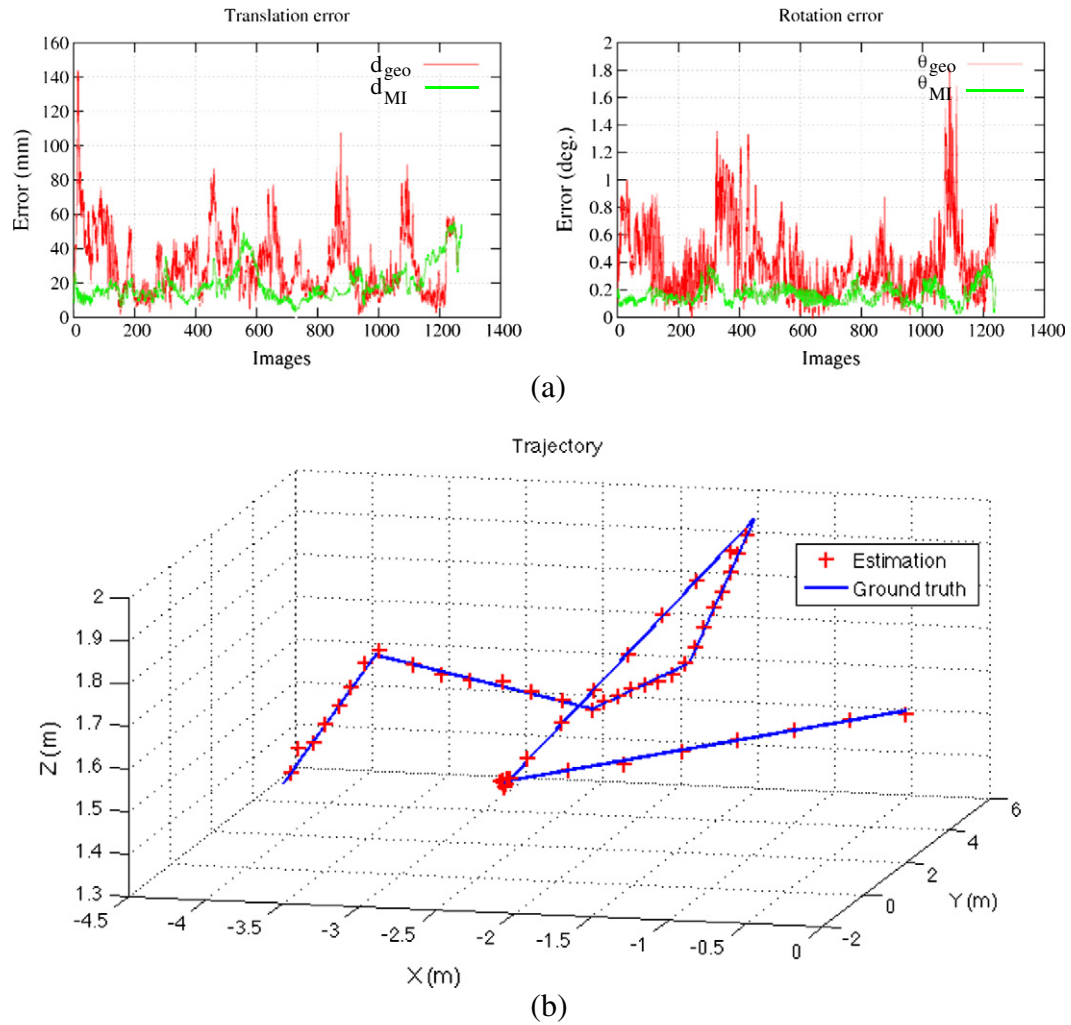 Translation error
160
140
120
100
80
60
40
20
0
0 200 400 600 800 1000 1200 1400
Error (mm)
Images
d geo
d MI
Rotation error
2
1.8
1.6
1.4
1.2
1
0.8
0.6
0.4
0.2
0
0 200 400 600 800 1000 1200 1400
Error (deg.)
Images
θ geo
θ MI
(a)
Trajectory
Estimation
Ground truth
2
1.9
1.8
1.7
1.6
1.5
1.4
1.3
Z (m)
-4.5 -4 -3.5 -3 -2.5 -2 -1.5 -1 -0.5 0
X (m)
-2 0 2 4 6
Y (m)
(b)